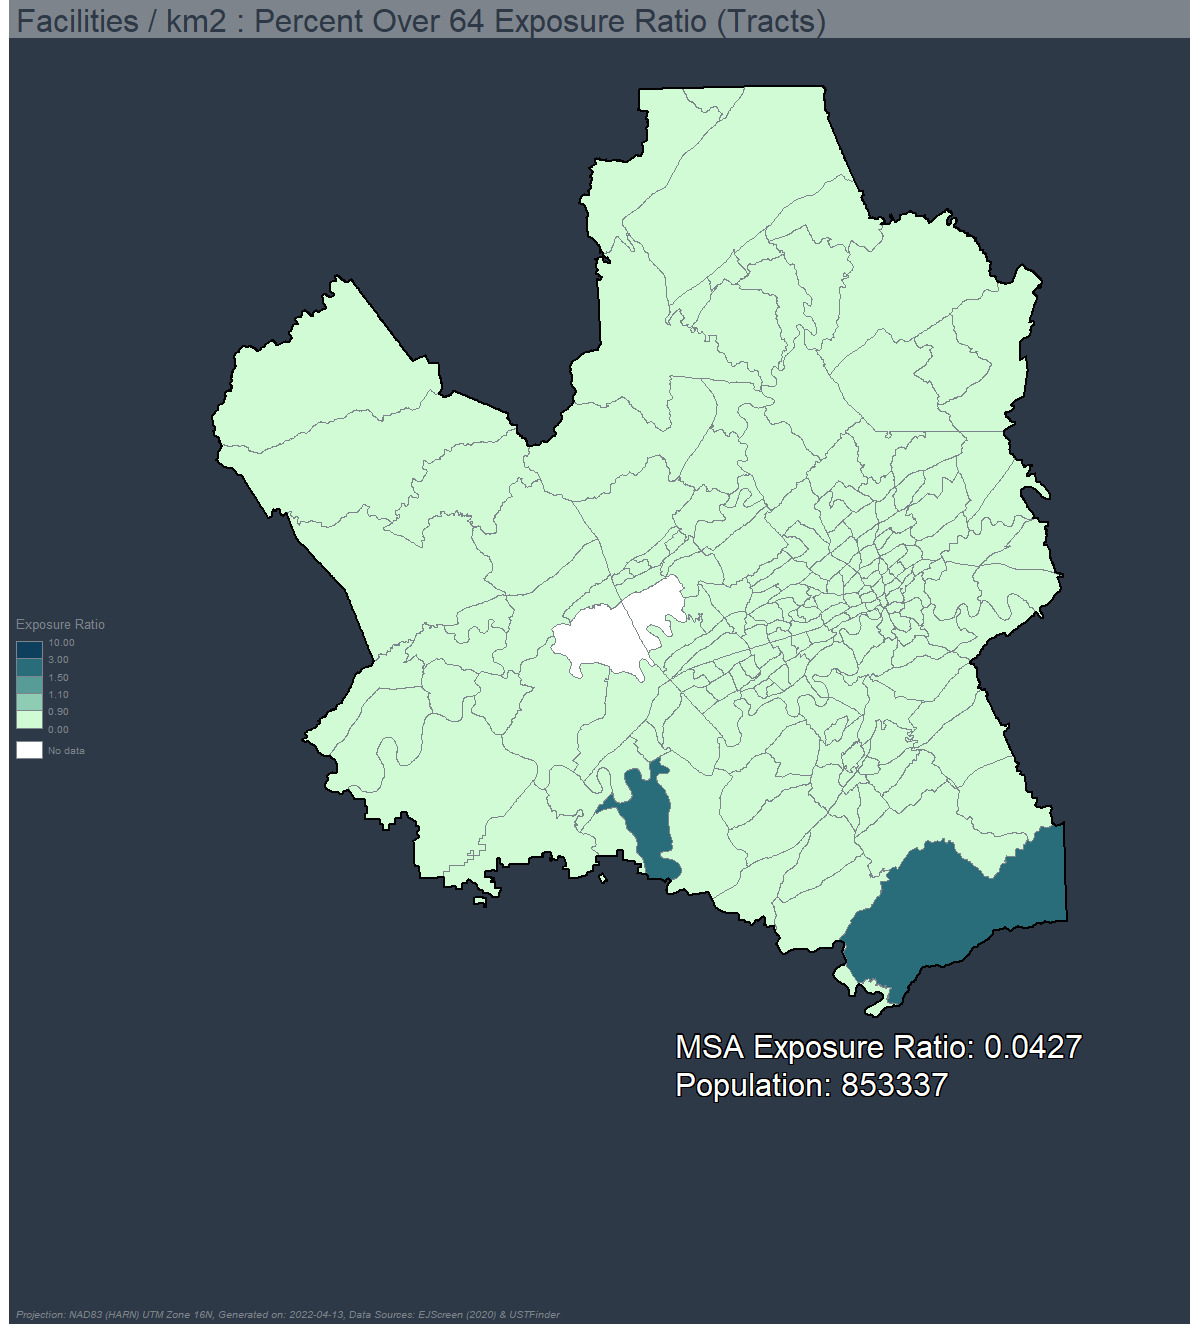 Facilities / km2 : Percent Over 64 Exposure Ratio (Tracts)
Exposure Ratio
10.00
3.00
1.50
1.10
0.90
0.00
No data
MSA Exposure Ratio: 0.0427
Population: 853337
Projection: NAD83 (HARN) UTM Zone 16N, Generated on: 2022-04-13, Data Sources: EJScreen (2020) & USTFinder